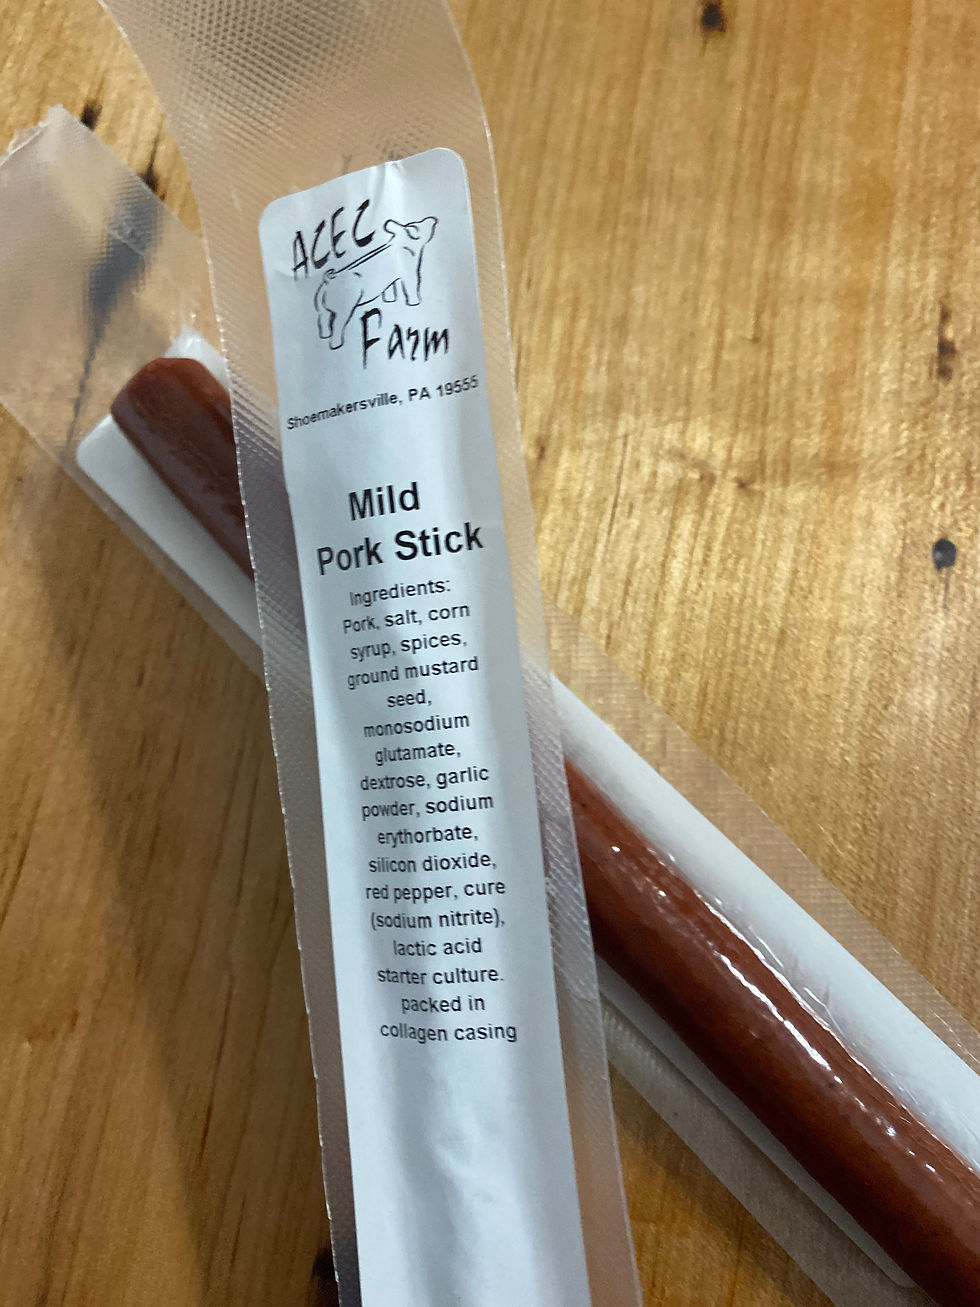 ACEC
Farm
Shoemakersville, PA 19555
Mild
Pork Stick
Ingredients:
Pork, salt, corn
syrup, spices,
ground mustard
seed,
monosodium
glutamate,
dextrose, garlic
powder, sodium
erythorbate,
silicon dioxide,
red pepper, cure
(sodium nitrite),
lactic acid
starter culture.
packed in
collagen casing